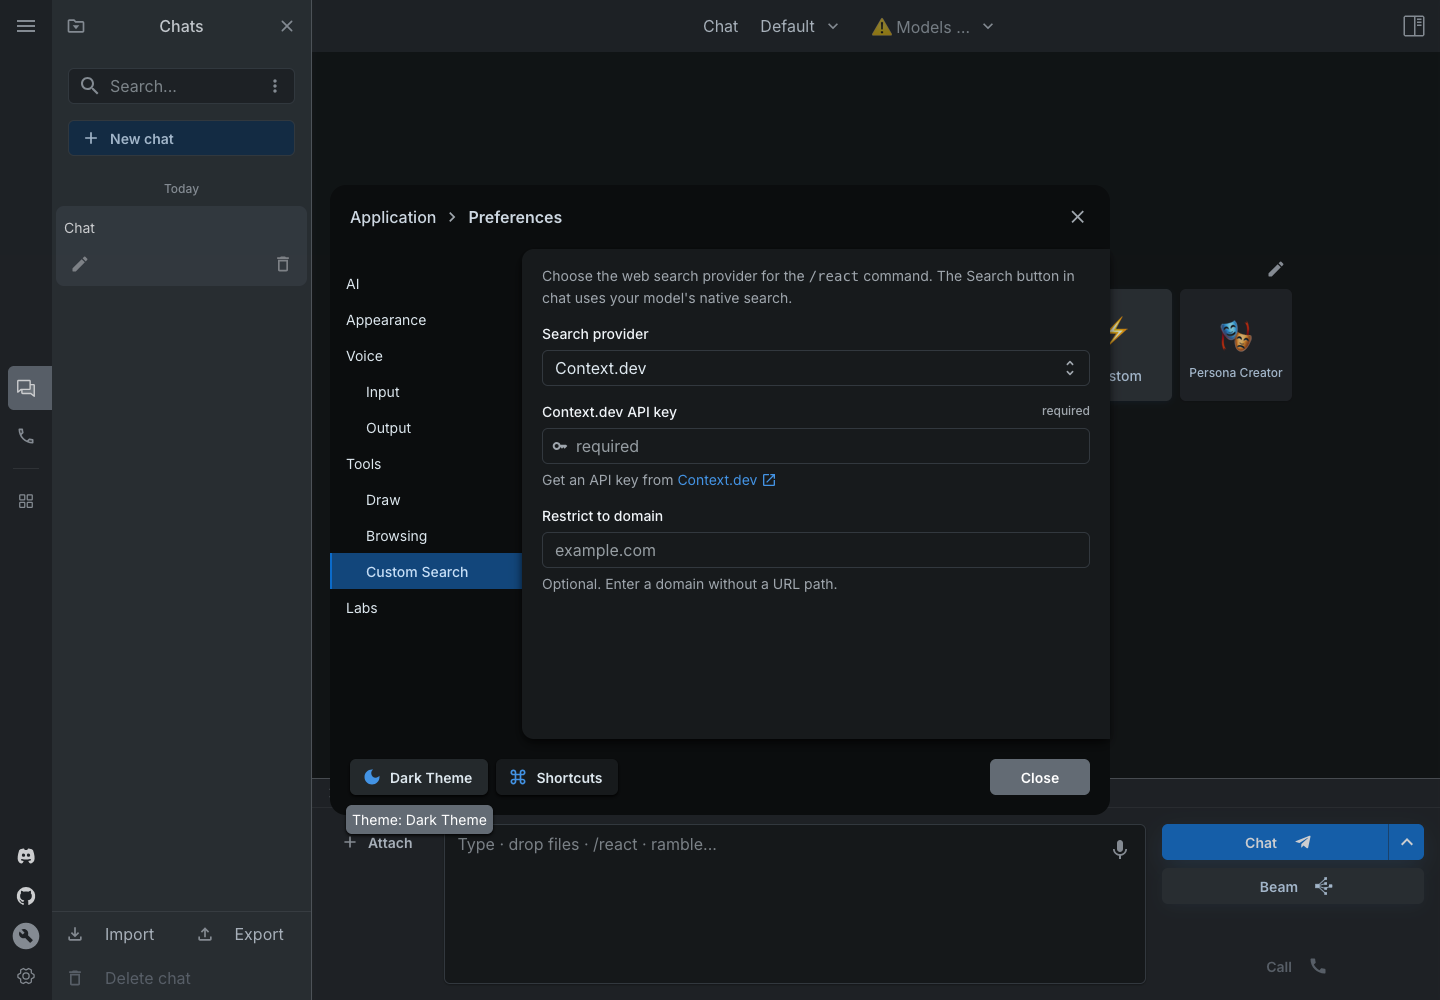 Chats
Search...
New chat
Today
Chat
Import
Export
Delete chat
Chat
Default
Models ...
Application
Preferences
AI
Appearance
Voice
Input
Output
Tools
Draw
Browsing
Custom Search
Labs
Choose the web search provider for the /react command. The Search button in
chat uses your model's native search.
Search provider
Context.dev
Context.dev API key
required
required
Get an API key from Context.dev
Restrict to domain
example.com
Optional. Enter a domain without a URL path.
Dark Theme
Shortcuts
Close
Theme: Dark Theme
stom
Persona Creator
Attach
Type · drop files · /react · ramble...
Chat
Beam
Call